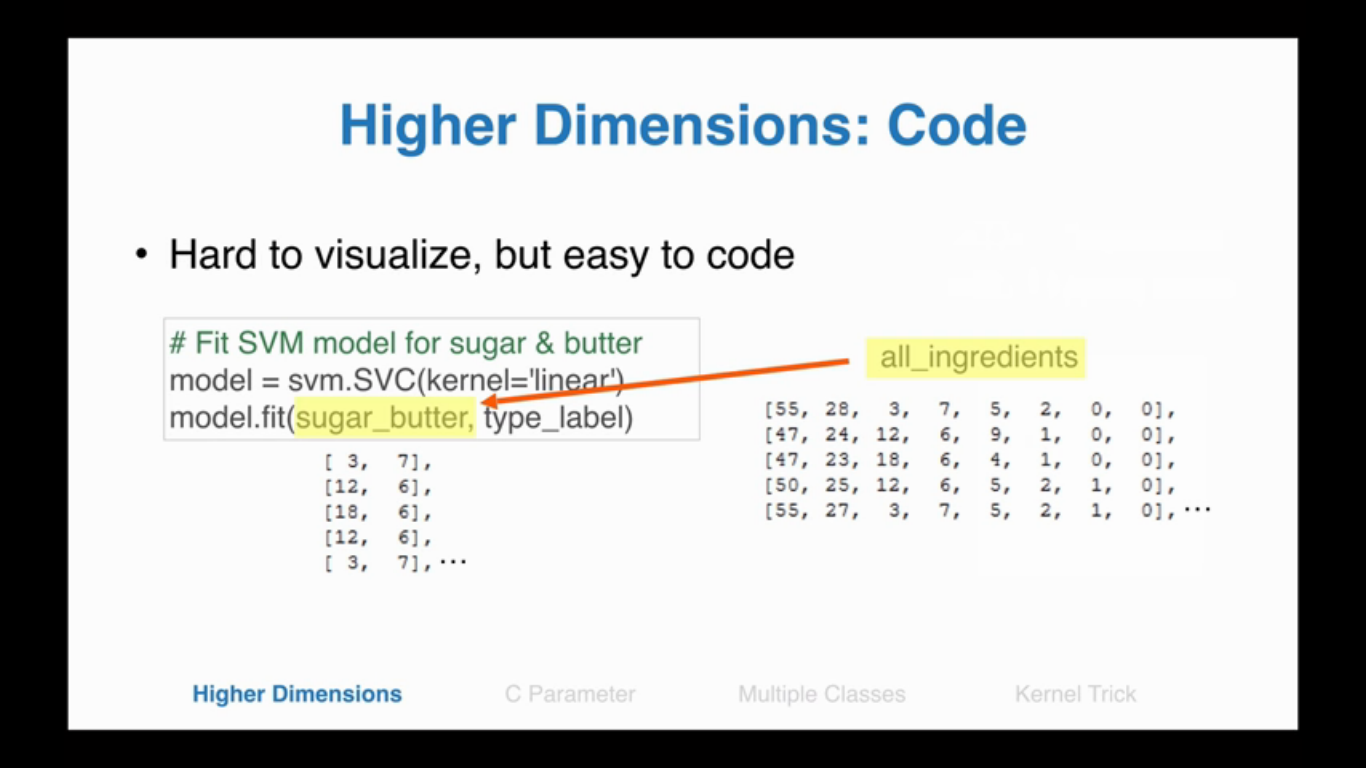 Higher Dimensions: Code
• Hard to visualize, but easy to code
# Fit SVM model for sugar & butter
model = svm.SVC(kernel='linear')
model.fit(sugar_butter, type_label)
[ 3, 7],
[12, 6],
[18, 6],
[12, 6],
[ 3, 7], ...
all_ingredients
[55, 28, 3, 7, 5, 2, 0, 0],
[47, 24, 12, 6, 9, 1, 0, 0],
[47, 23, 18, 6, 4, 1, 0, 0],
[50, 25, 12, 6, 5, 2, 1, 0],
[55, 27, 3, 7, 5, 2, 1, 0], ...
Higher Dimensions C Parameter Multiple Classes Kernel Trick